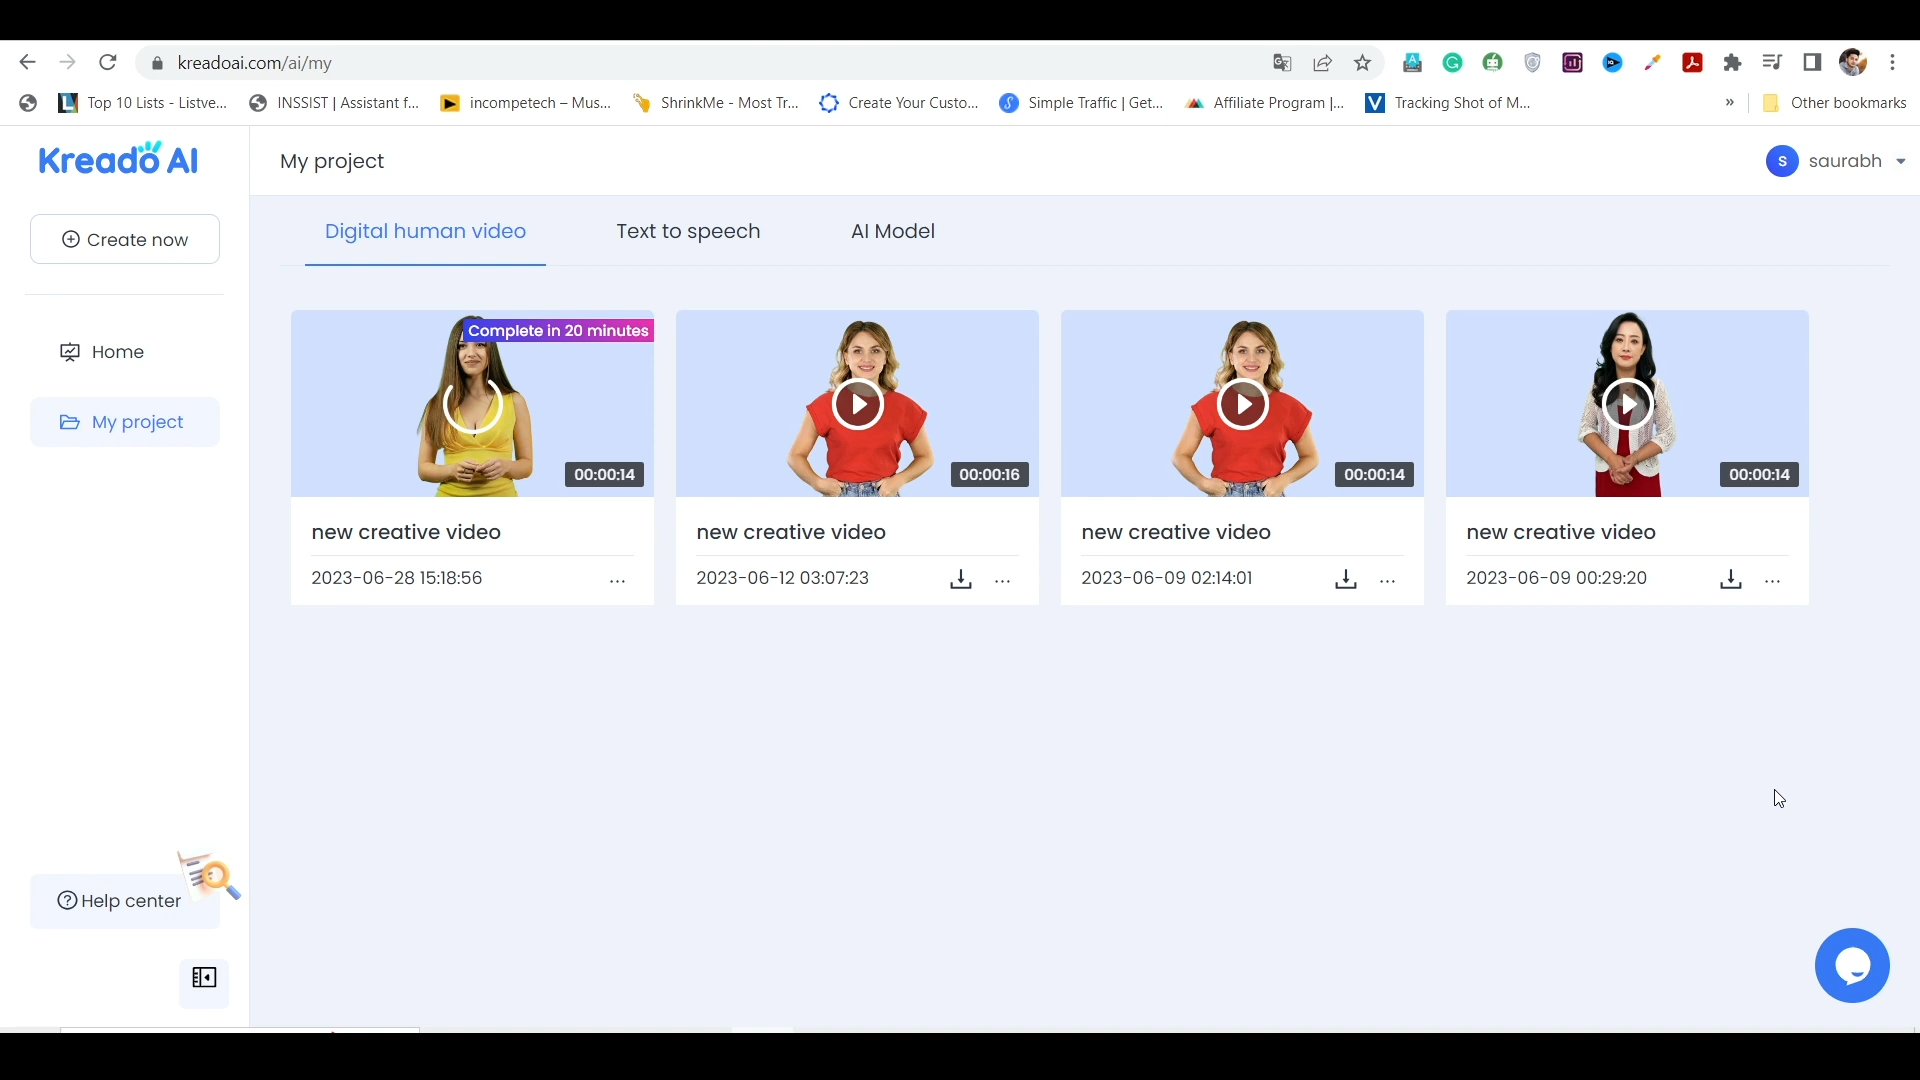 kreadoai.com/ai/my
Top 10 Lists - Listve... INSSIST | Assistant f... incompetech – Mus... ShrinkMe - Most Tr... Create Your Custo... Simple Traffic | Get... Affiliate Program |... Tracking Shot of M... » Other bookmarks
Kreado AI
My project
S saurabh
Create now
Digital human video Text to speech AI Model
Home
My project
Complete in 20 minutes
00:00:14 00:00:16 00:00:14 00:00:14
new creative video new creative video new creative video new creative video
2023-06-28 15:18:56 ... 2023-06-12 03:07:23 ... 2023-06-09 02:14:01 ... 2023-06-09 00:29:20 ...
Help center